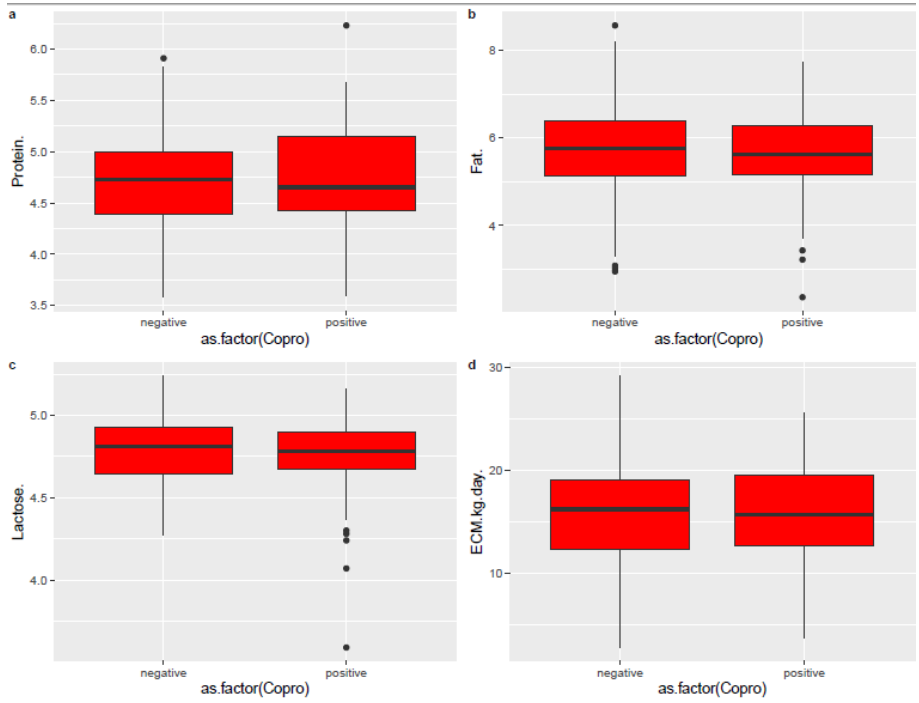 a
6.0
5.5
5.0
4.5
4.0
3.5
Protein.
negative positive
as.factor(Copro)
b
8
6
4
Fat.
negative positive
as.factor(Copro)
c
5.0
4.5
4.0
Lactose.
negative positive
as.factor(Copro)
d
30
20
10
ECM.kg.day.
negative positive
as.factor(Copro)